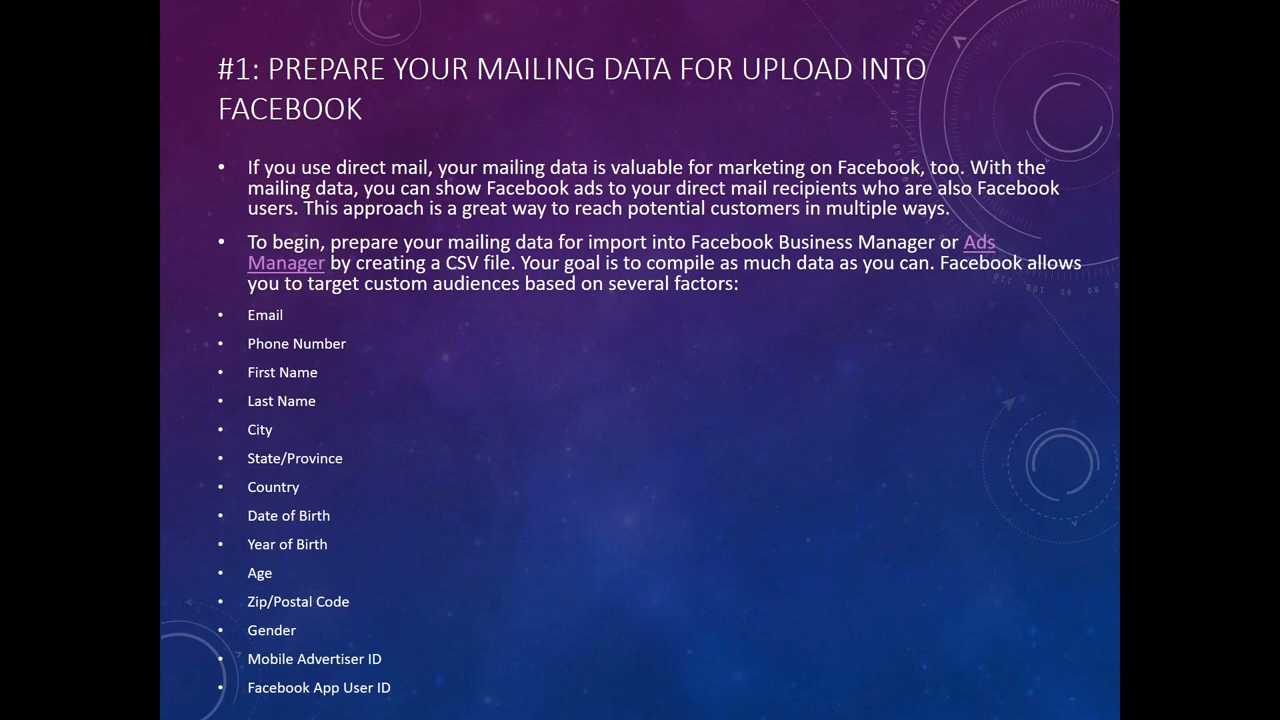 #1: PREPARE YOUR MAILING DATA FOR UPLOAD INTO
FACEBOOK
• If you use direct mail, your mailing data is valuable for marketing on Facebook, too. With the
mailing data, you can show Facebook ads to your direct mail recipients who are also Facebook
users. This approach is a great way to reach potential customers in multiple ways.
• To begin, prepare your mailing data for import into Facebook Business Manager or Ads
Manager by creating a CSV file. Your goal is to compile as much data as you can. Facebook allows
you to target custom audiences based on several factors:
• Email
• Phone Number
• First Name
• Last Name
• City
• State/Province
• Country
• Date of Birth
• Year of Birth
• Age
• Zip/Postal Code
• Gender
• Mobile Advertiser ID
• Facebook App User ID